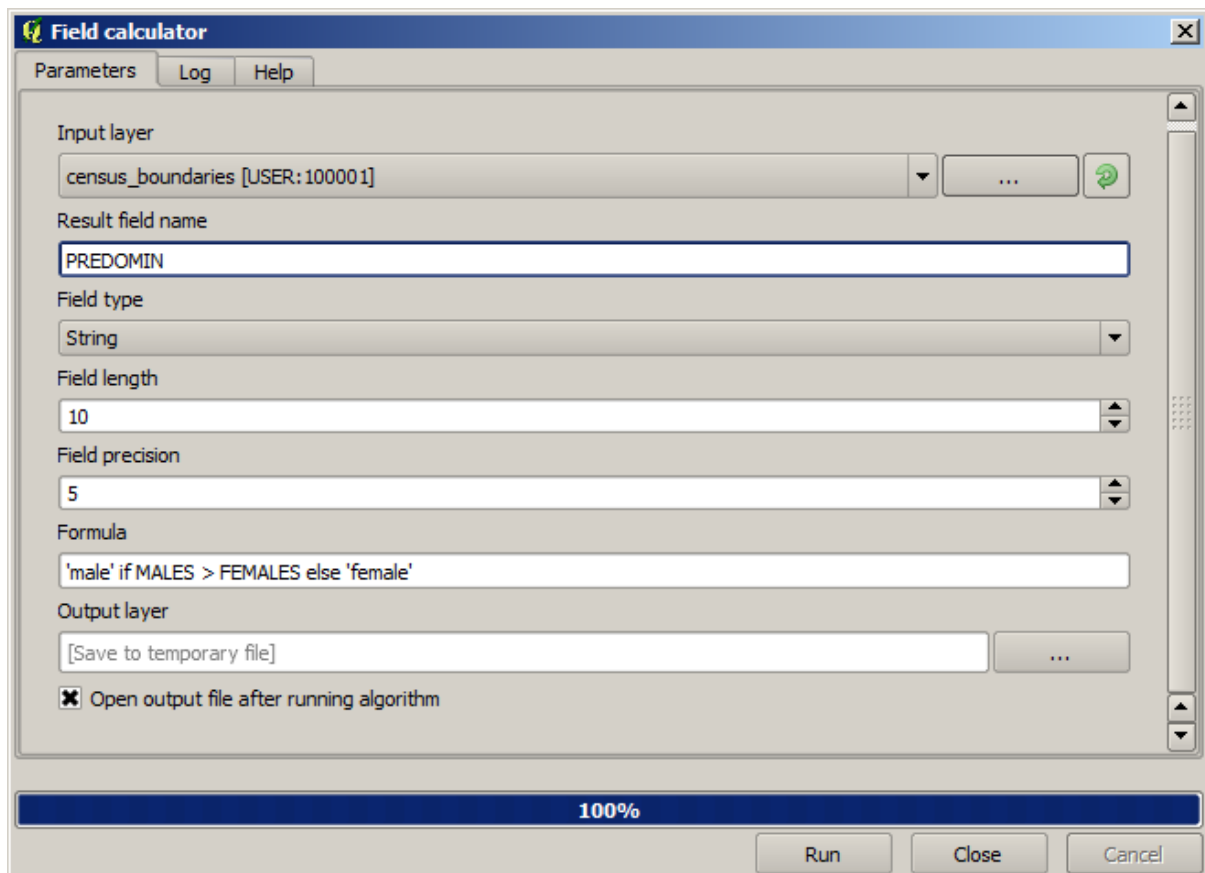 Field calculator
Parameters Log Help
Input layer
census_boundaries [USER:100001]
...
Result field name
PREDOMIN
Field type
String
Field length
10
Field precision
5
Formula
'male' if MALES > FEMALES else 'female'
Output layer
[Save to temporary file]
...
Open output file after running algorithm
100%
Run Close Cancel